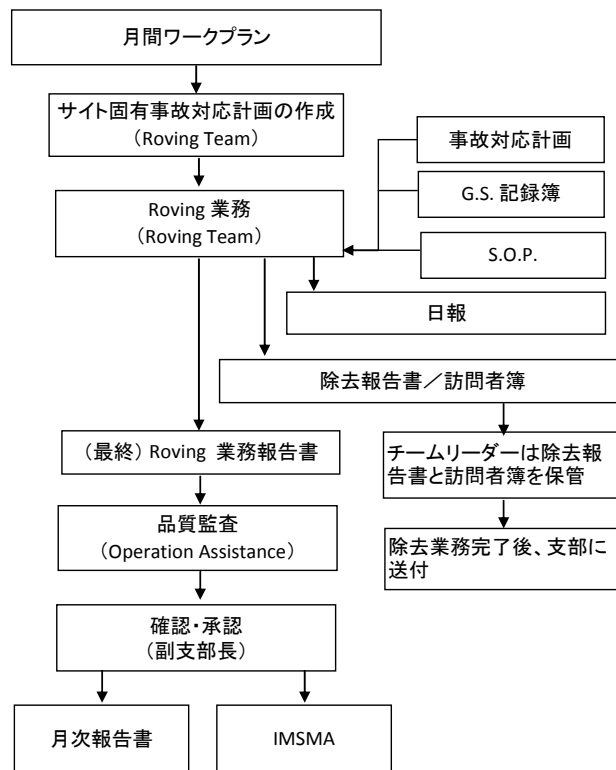 月間ワークプラン
サイト固有事故対応計画の作成
(Roving Team)
事故対応計画
G.S. 記録簿
Roving 業務
(Roving Team)
S.O.P.
日報
除去報告書／訪問者簿
(最終) Roving 業務報告書
チームリーダーは除去報
告書と訪問者簿を保管
品質監査
(Operation Assistance)
除去業務完了後、支部に
送付
確認・承認
(副支部長)
月次報告書
IMSMA